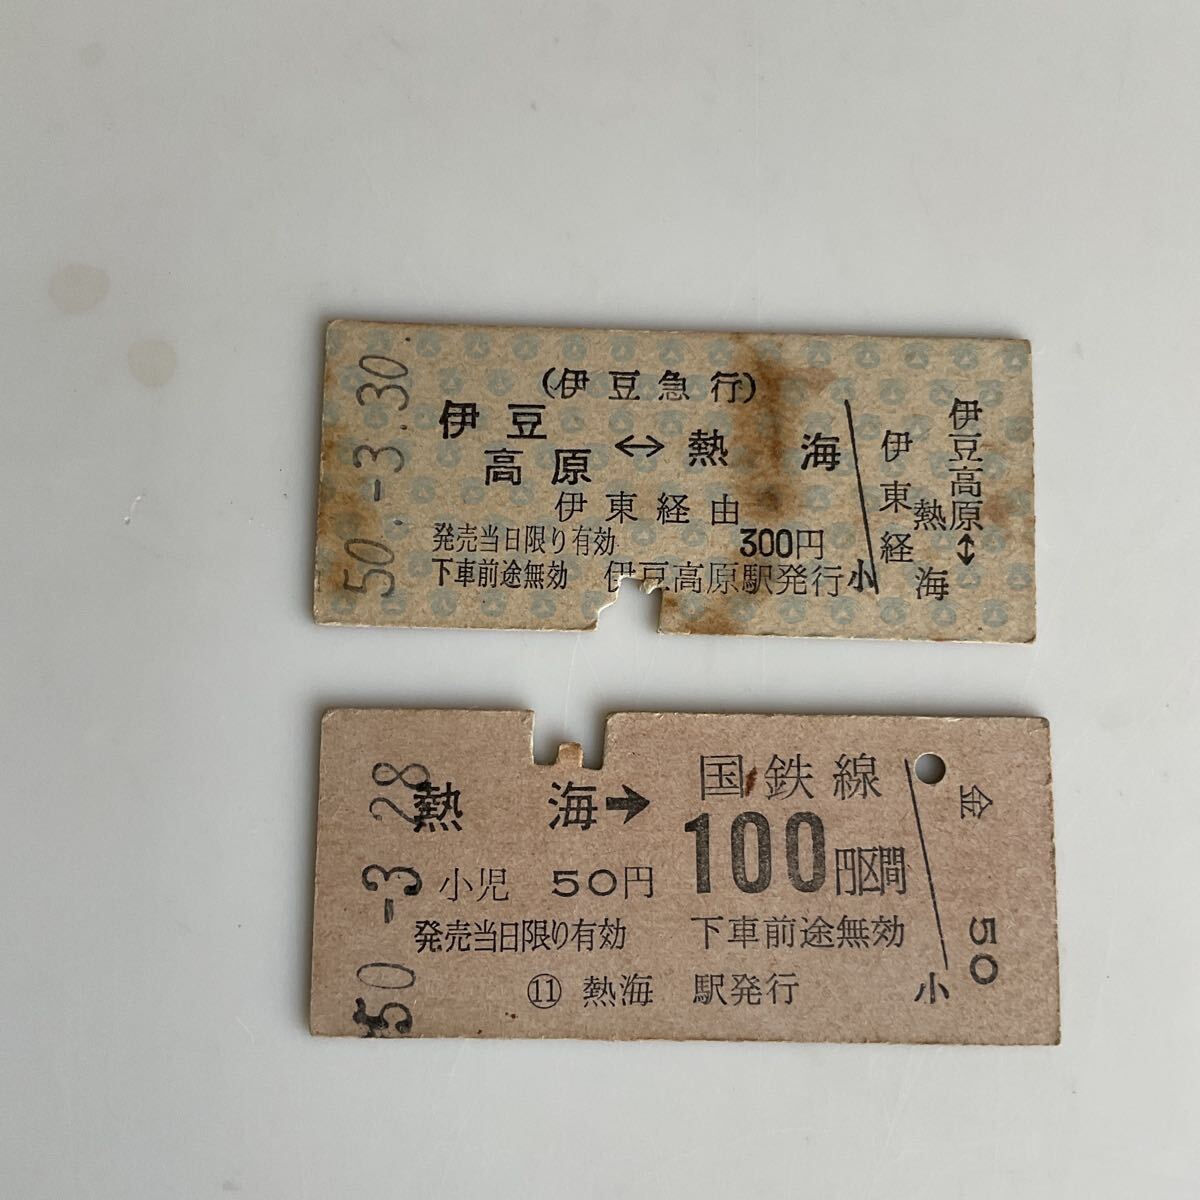 50.-3.30
(伊豆急行)
伊豆高原 ↔ 熱海
伊東経由
発売当日限り有効 300円
下車前途無効 伊豆高原駅発行
小
伊豆高原↔
熱海
伊東経
50.-3.28
熱海➡ 国鉄線
100円区間
小児 50円
発売当日限り有効 下車前途無効
⑪ 熱海 駅発行
小
金 50